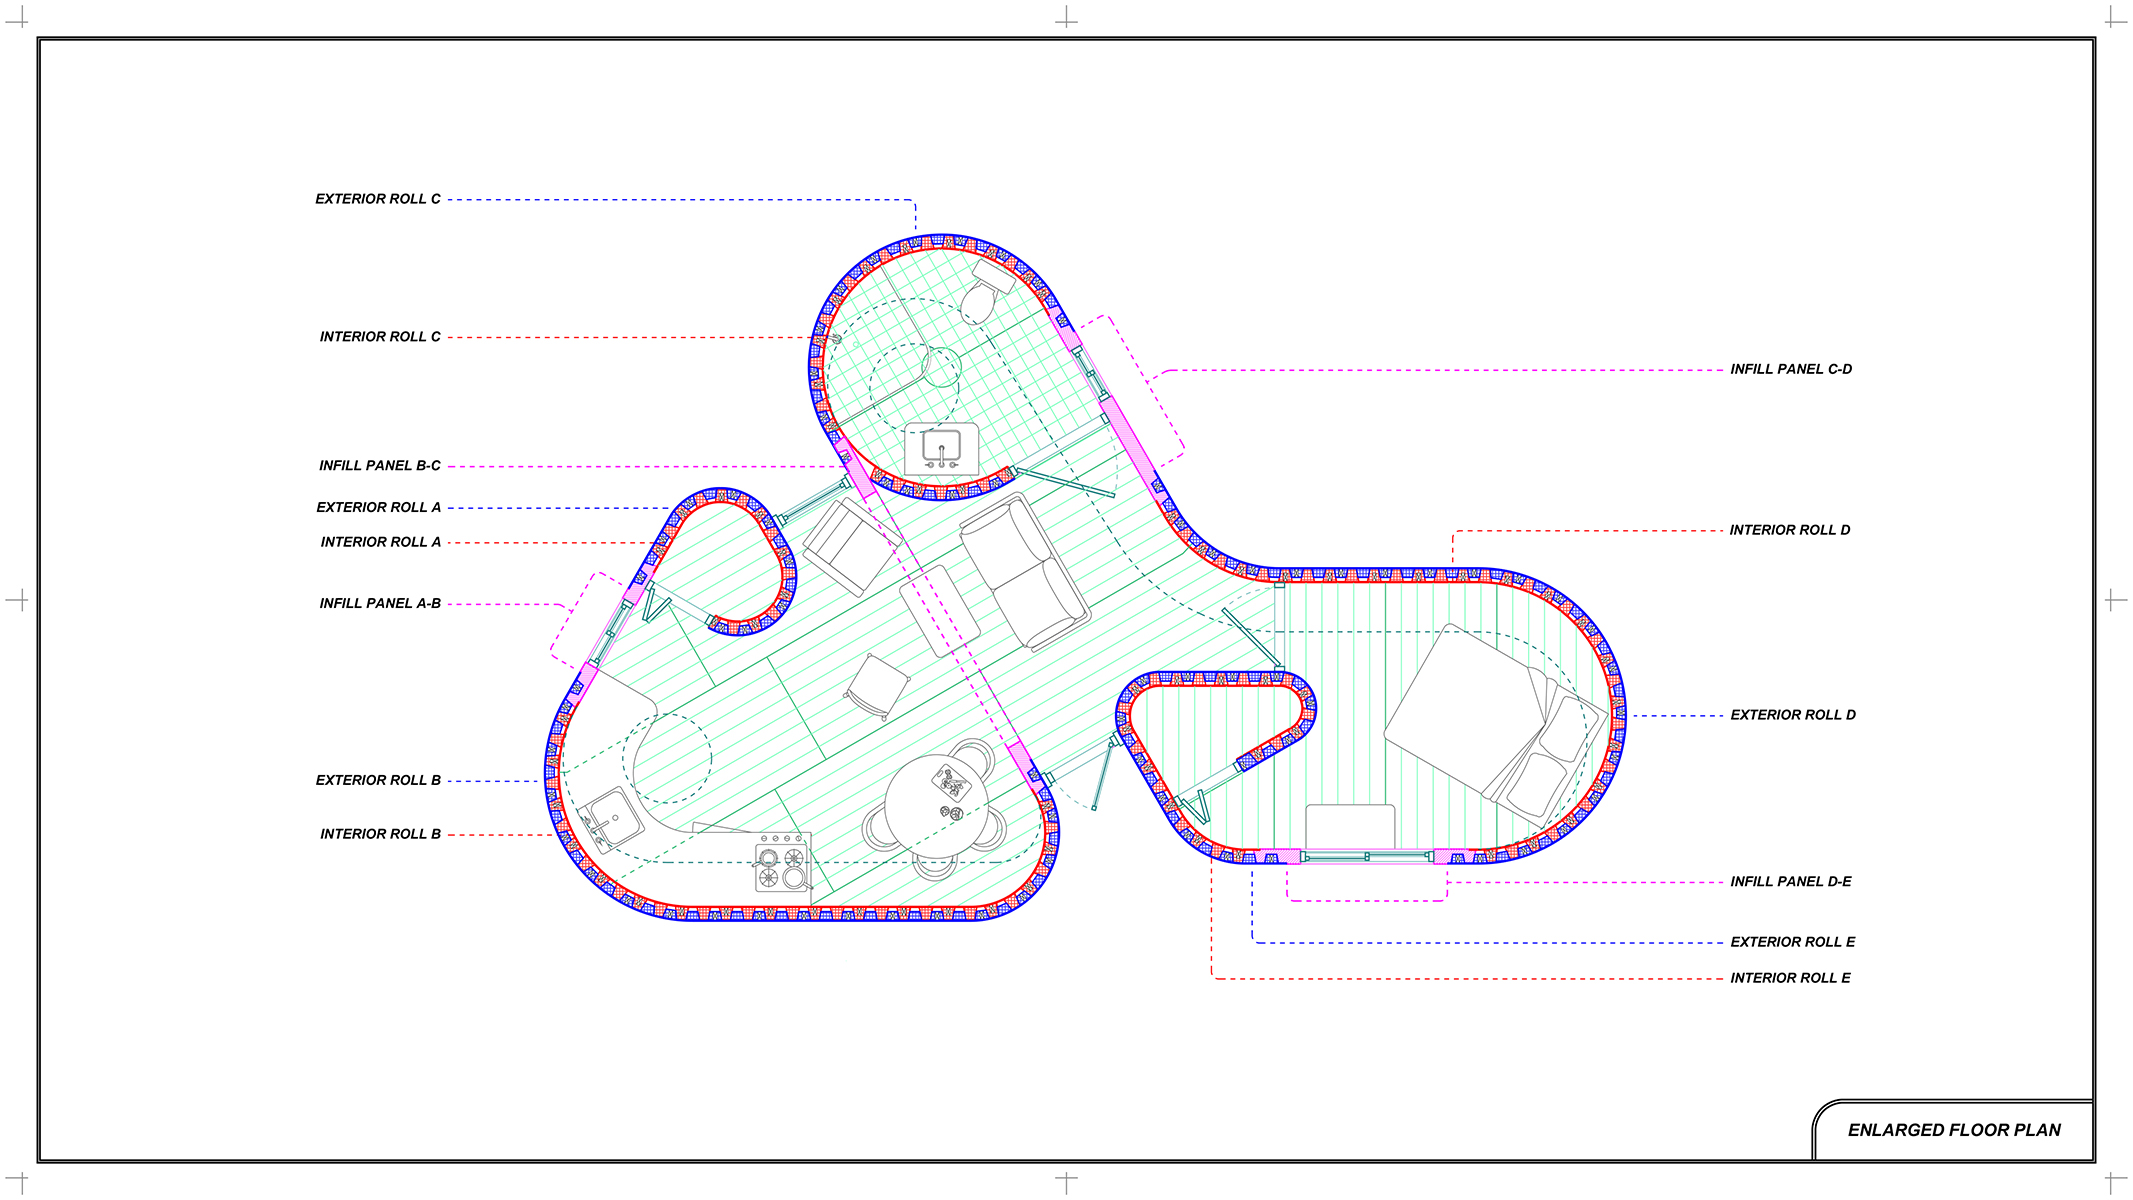 EXTERIOR ROLL C
INTERIOR ROLL C
INFILL PANEL B-C
EXTERIOR ROLL A
INTERIOR ROLL A
INFILL PANEL A-B
EXTERIOR ROLL B
INTERIOR ROLL B
INFILL PANEL C-D
INTERIOR ROLL D
EXTERIOR ROLL D
INFILL PANEL D-E
EXTERIOR ROLL E
INTERIOR ROLL E
ENLARGED FLOOR PLAN